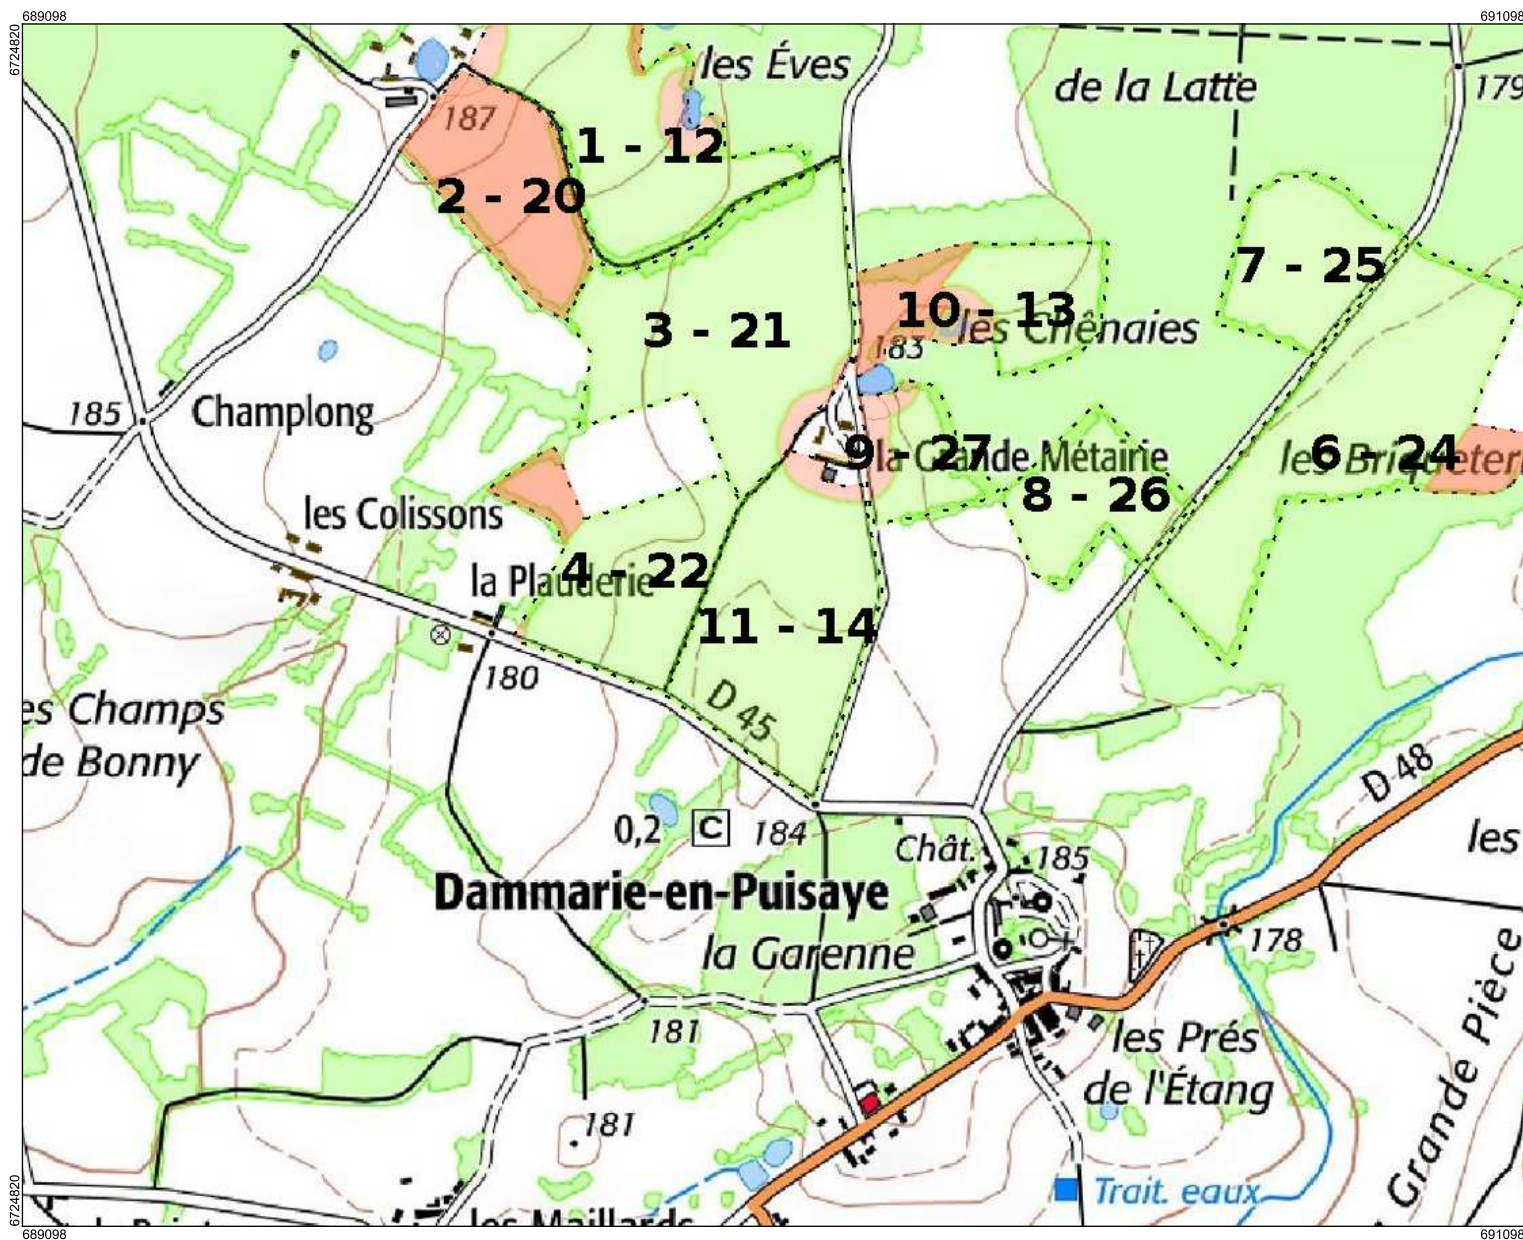 689098
691098
6724820
les Éves
de la Latte
179
187
1 - 12
2 - 20
7 - 25
10 - 13
les Chênaies
3 - 21
183
185
Champlong
9 - 27
la Grande Métairie
6 - 24
les Briqueteri
8 - 26
les Colissons
4 - 22
la Plauderie
11 - 14
180
D 45
es Champs
de Bonny
D 48
0,2
C
184
Chât.
185
les
Dammarie-en-Puisaye
la Garenne
178
181
les Prés
de l'Étang
Grande Pièce
181
Trait. eaux
les Maillards
6724820
689098
691098